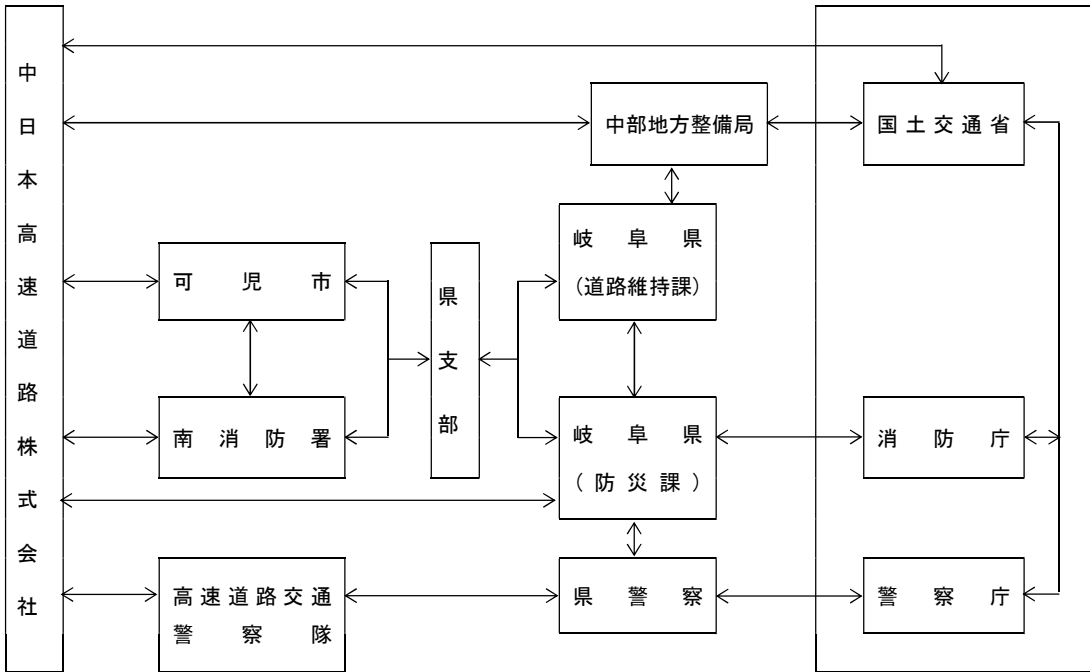 中日本高速道路株式会社
中部地方整備局
国土交通省
岐阜県
(道路維持課)
可児市
県支部
南消防署
岐阜県
(防災課)
消防庁
高速道路交通
警察隊
県警察
警察庁